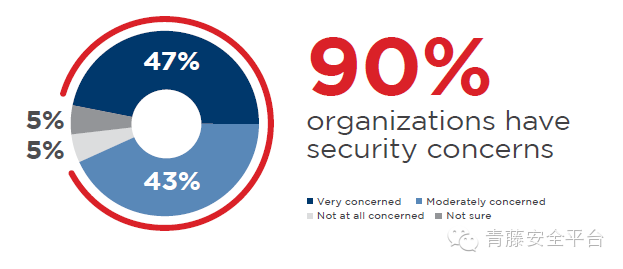 47%
5%
5%
43%
90%
organizations have
security concerns
Very concerned Moderately concerned
Not at all concerned Not sure
青藤安全平台